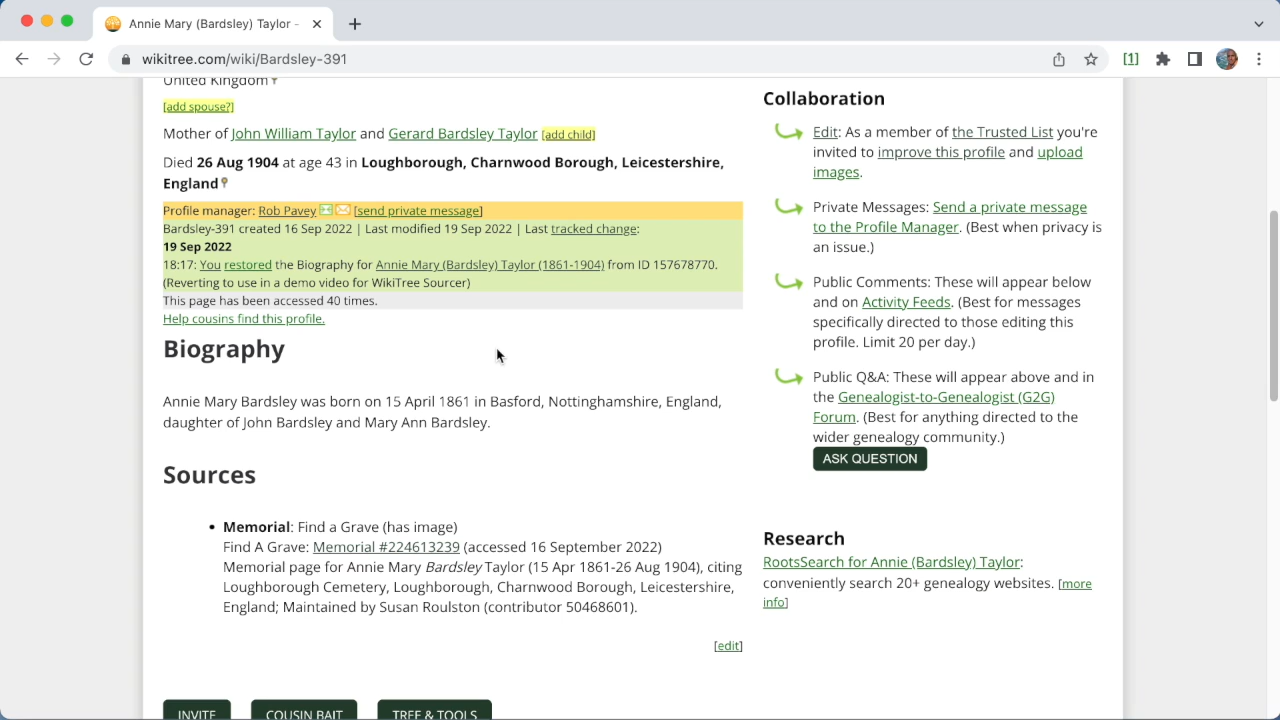 Annie Mary (Bardsley) Taylor -
wikitree.com/wiki/Bardsley-391
[1]
United Kingdom
[add spouse?]
Mother of John William Taylor and Gerard Bardsley Taylor [add child]
Died 26 Aug 1904 at age 43 in Loughborough, Charnwood Borough, Leicestershire,
England
Profile manager: Rob Pavey [send private message]
Bardsley-391 created 16 Sep 2022 | Last modified 19 Sep 2022 | Last tracked change:
19 Sep 2022
18:17: You restored the Biography for Annie Mary (Bardsley) Taylor (1861-1904) from ID 157678770.
(Reverting to use in a demo video for WikiTree Sourcer)
This page has been accessed 40 times.
Help cousins find this profile.
Biography
Annie Mary Bardsley was born on 15 April 1861 in Basford, Nottinghamshire, England,
daughter of John Bardsley and Mary Ann Bardsley.
Sources
• Memorial: Find a Grave (has image)
Find A Grave: Memorial #224613239 (accessed 16 September 2022)
Memorial page for Annie Mary Bardsley Taylor (15 Apr 1861-26 Aug 1904), citing
Loughborough Cemetery, Loughborough, Charnwood Borough, Leicestershire,
England; Maintained by Susan Roulston (contributor 50468601).
[edit]
INVITE
COUSIN BAIT
TREE & TOOLS
Collaboration
Edit: As a member of the Trusted List you're
invited to improve this profile and upload
images.
Private Messages: Send a private message
to the Profile Manager. (Best when privacy is
an issue.)
Public Comments: These will appear below
and on Activity Feeds. (Best for messages
specifically directed to those editing this
profile. Limit 20 per day.)
Public Q&A: These will appear above and in
the Genealogist-to-Genealogist (G2G)
Forum. (Best for anything directed to the
wider genealogy community.)
ASK QUESTION
Research
RootsSearch for Annie (Bardsley) Taylor:
conveniently search 20+ genealogy websites. [more
info]